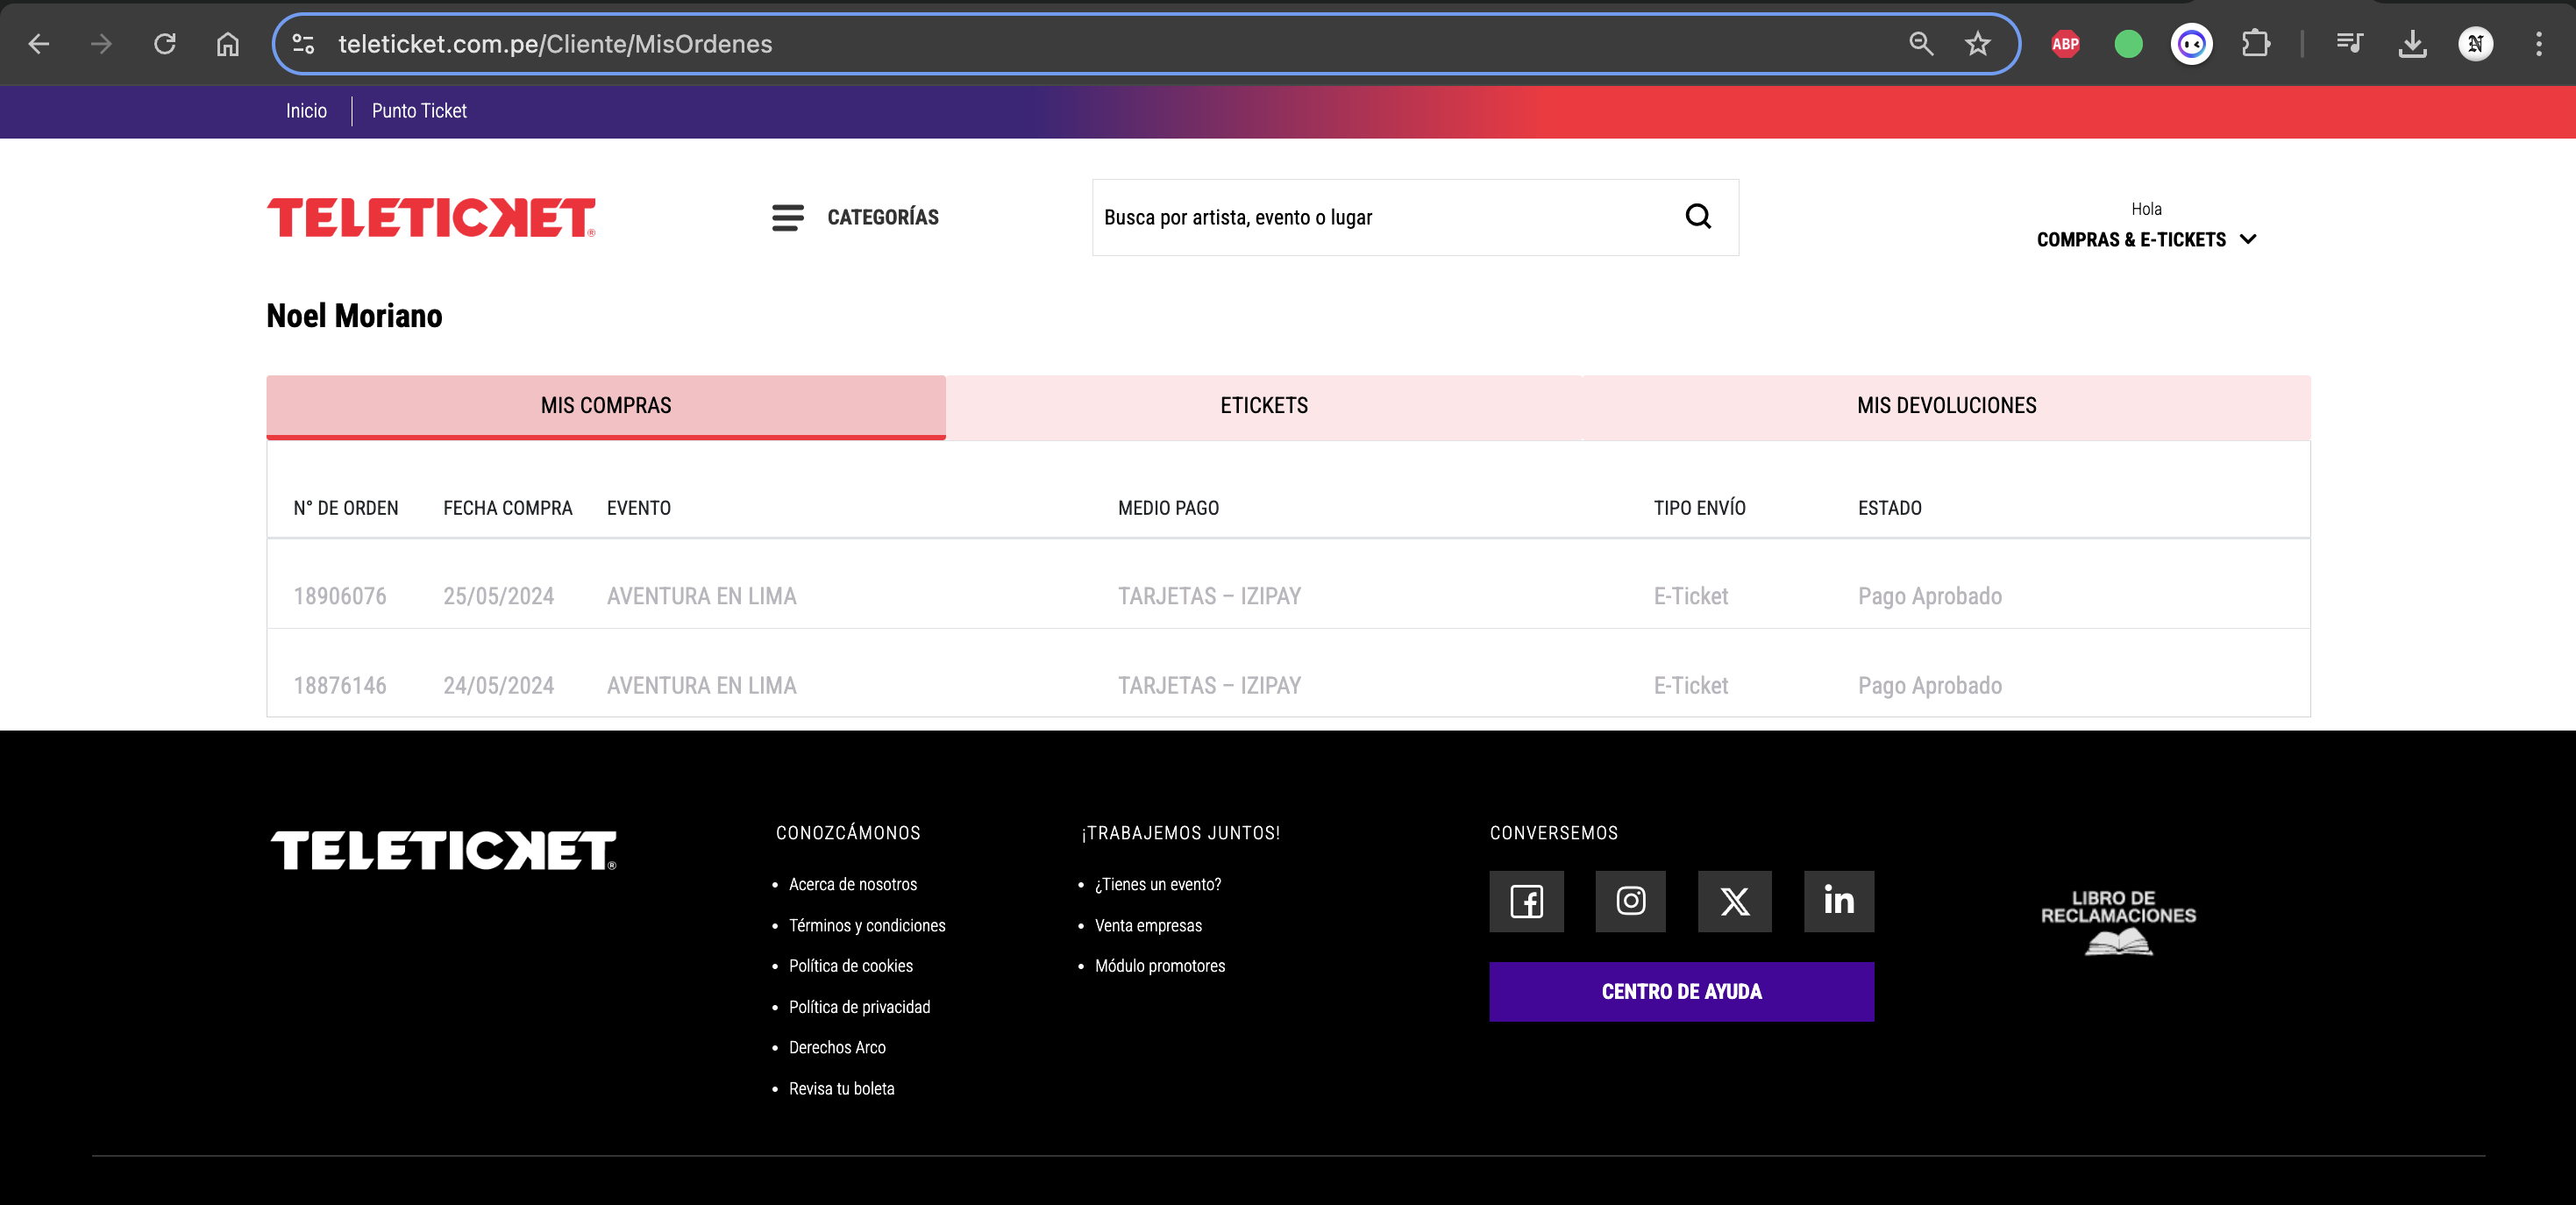 teleticket.com.pe/Cliente/MisOrdenes
ABP
Inicio
Punto Ticket
TELETICKET®
CATEGORÍAS
Busca por artista, evento o lugar
Hola
COMPRAS & E-TICKETS
Noel Moriano
MIS COMPRAS
ETICKETS
MIS DEVOLUCIONES
N° DE ORDEN FECHA COMPRA EVENTO MEDIO PAGO TIPO ENVÍO ESTADO
18906076 25/05/2024 AVENTURA EN LIMA TARJETAS – IZIPAY E-Ticket Pago Aprobado
18876146 24/05/2024 AVENTURA EN LIMA TARJETAS – IZIPAY E-Ticket Pago Aprobado
TELETICKET®
CONOZCÁMONOS
• Acerca de nosotros
• Términos y condiciones
• Política de cookies
• Política de privacidad
• Derechos Arco
• Revisa tu boleta
¡TRABAJEMOS JUNTOS!
• ¿Tienes un evento?
• Venta empresas
• Módulo promotores
CONVERSEMOS
CENTRO DE AYUDA
LIBRO DE
RECLAMACIONES